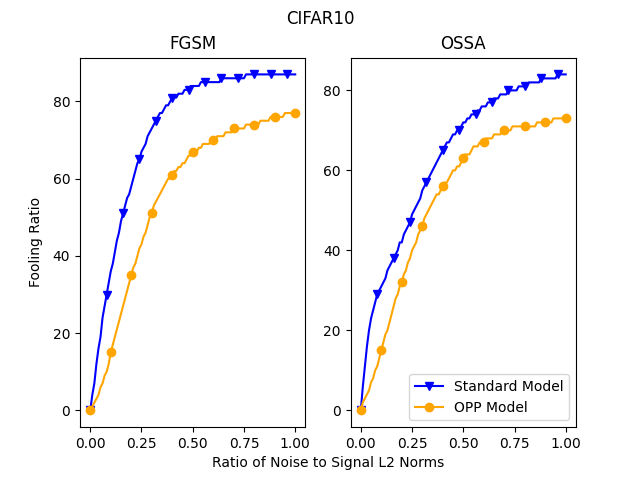 CIFAR10
FGSM
OSSA
Fooling Ratio
80
60
40
20
0
80
60
40
20
0
Standard Model
OPP Model
0.00 0.25 0.50 0.75 1.00
0.00 0.25 0.50 0.75 1.00
Ratio of Noise to Signal L2 Norms